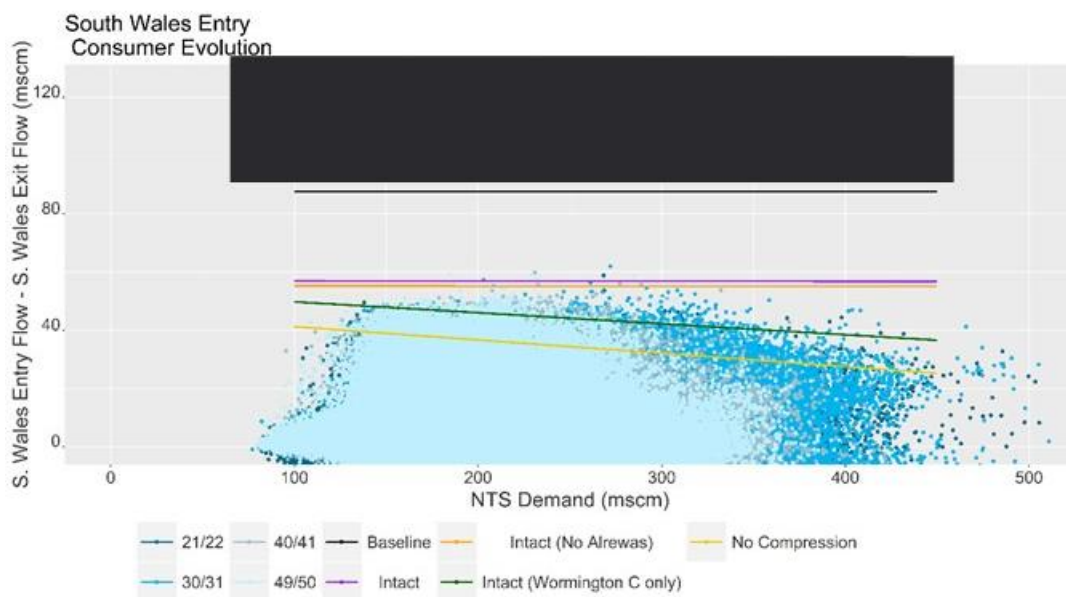 South Wales Entry
Consumer Evolution
S. Wales Entry Flow - S. Wales Exit Flow (mscm)
120
80
40
0
0 100 200 300 400 500
NTS Demand (mscm)
21/22 40/41 Baseline Intact (No Alrewas) No Compression
30/31 49/50 Intact Intact (Wormington C only)